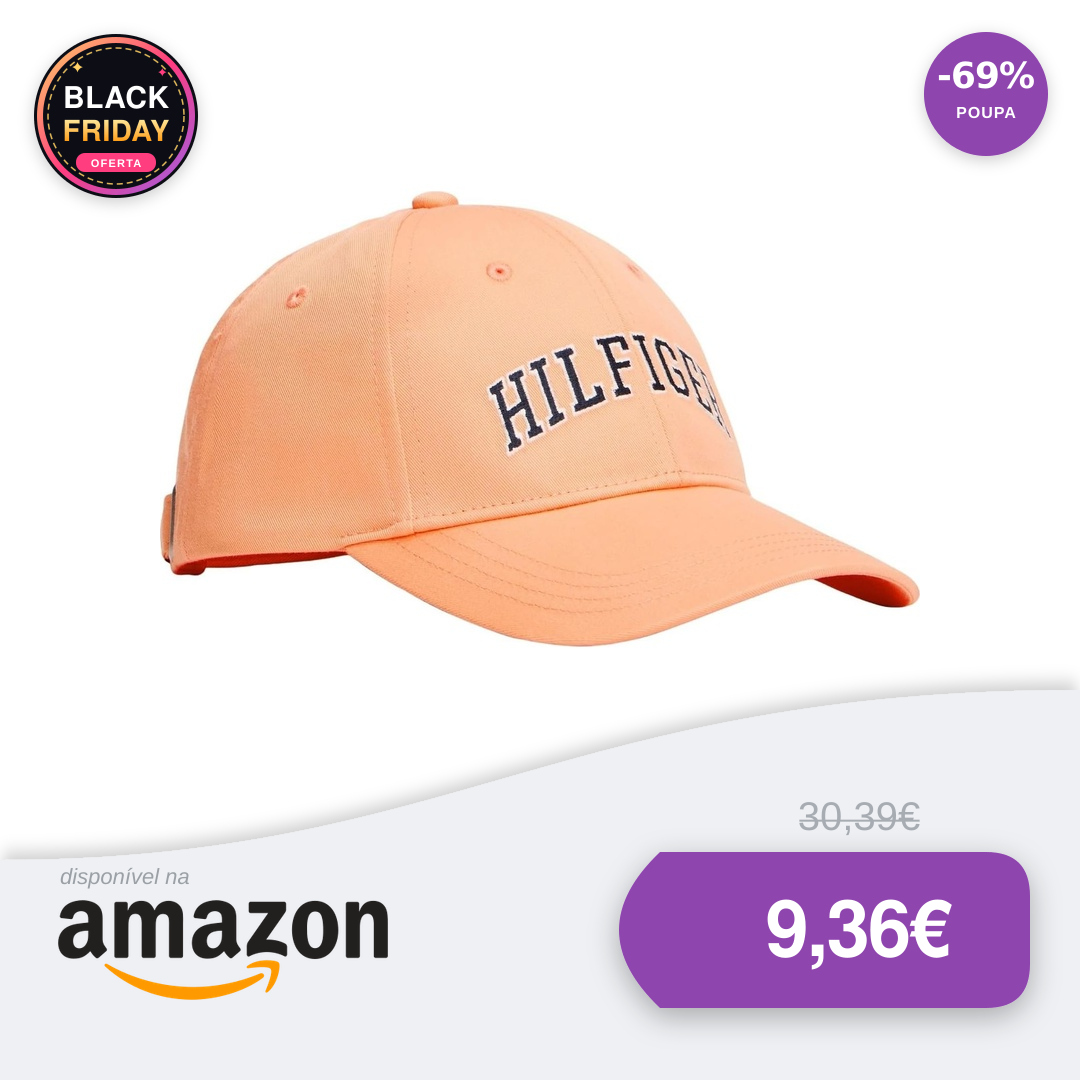 BLACK
FRIDAY
OFERTA
-69%
POUPA
HILFIGER
30,39€
disponível na
amazon
9,36€